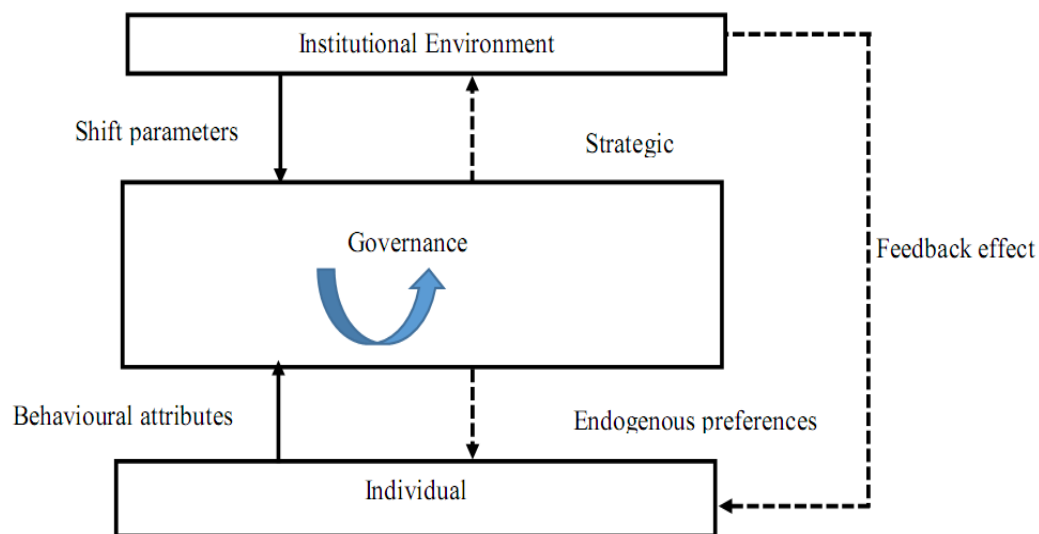 Institutional Environment
Shift parameters
Strategic
Governance
Feedback effect
Behavioural attributes
Endogenous preferences
Individual